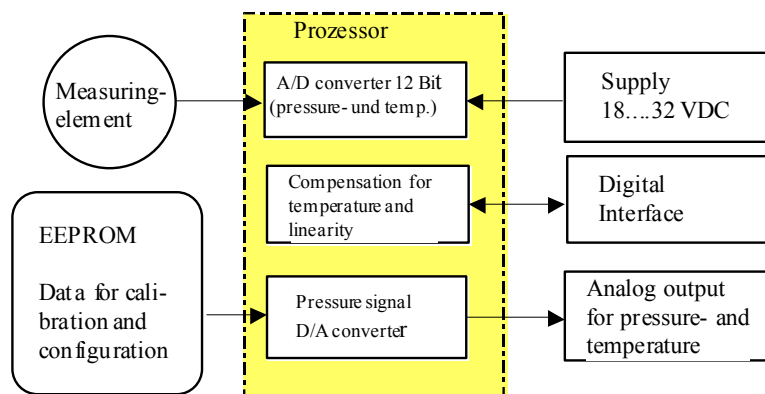 Prozessor
Measuring-
element
A/D converter 12 Bit
(pressure- und temp.)
Supply
18....32 VDC
Compensation for
temperature and
linearity
Digital
Interface
EEPROM
Data for cali-
bration and
configuration
Pressure signal
D/A converter
Analog output
for pressure- and
temperature